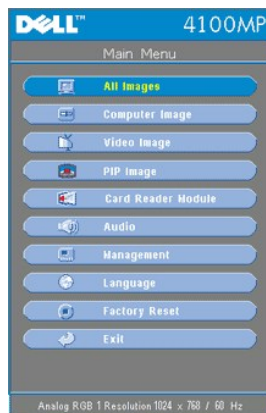 DELL™ 4100MP
Main Menu
All Images
Computer Image
Video Image
PIP Image
Card Reader Module
Audio
Management
Language
Factory Reset
Exit
Analog RGB 1 Resolution 1024 x 768 / 60 Hz